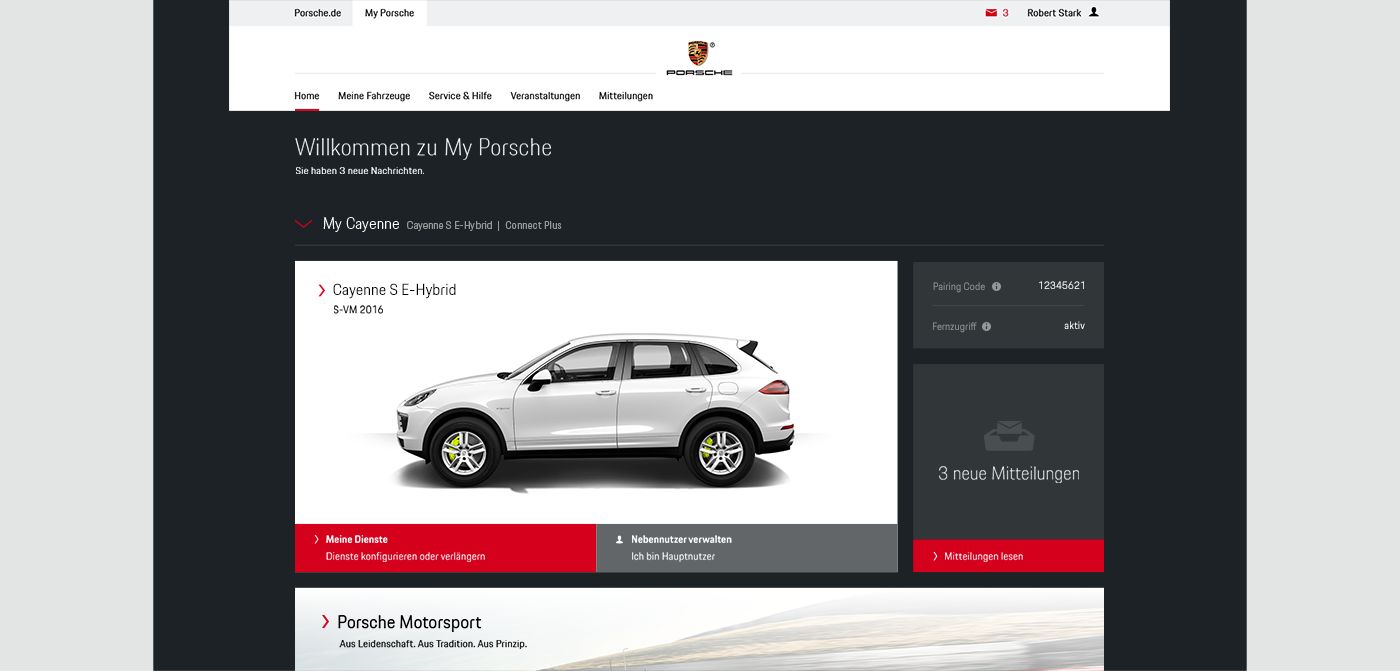 Porsche.de
My Porsche
3
Robert Stark
PORSCHE
Home
Meine Fahrzeuge
Service & Hilfe
Veranstaltungen
Mitteilungen
Willkommen zu My Porsche
Sie haben 3 neue Nachrichten.
My Cayenne Cayenne S E-Hybrid | Connect Plus
Cayenne S E-Hybrid
S-VM 2016
Pairing Code 12345621
Fernzugriff aktiv
3 neue Mitteilungen
Mitteilungen lesen
Meine Dienste
Dienste konfigurieren oder verlängern
Nebennutzer verwalten
Ich bin Hauptnutzer
Porsche Motorsport
Aus Leidenschaft. Aus Tradition. Aus Prinzip.